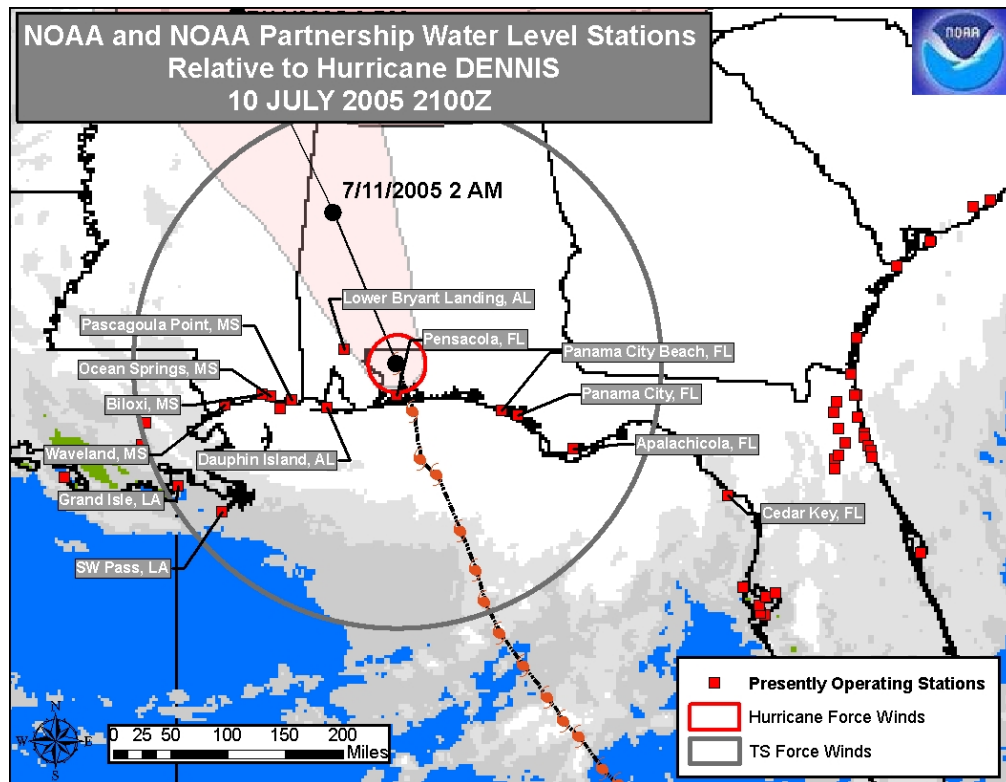 NOAA and NOAA Partnership Water Level Stations
Relative to Hurricane DENNIS
10 JULY 2005 2100Z
NOAA
7/11/2005 2 AM
Lower Bryant Landing, AL
Pascagoula Point, MS
Pensacola, FL
Panama City Beach, FL
Ocean Springs, MS
Panama City, FL
Biloxi, MS
Apalachicola, FL
Waveland, MS
Dauphin Island, AL
Grand Isle, LA
Cedar Key, FL
SW Pass, LA
Presently Operating Stations
Hurricane Force Winds
TS Force Winds
N
W E
S
0 25 50 100 150 200
Miles